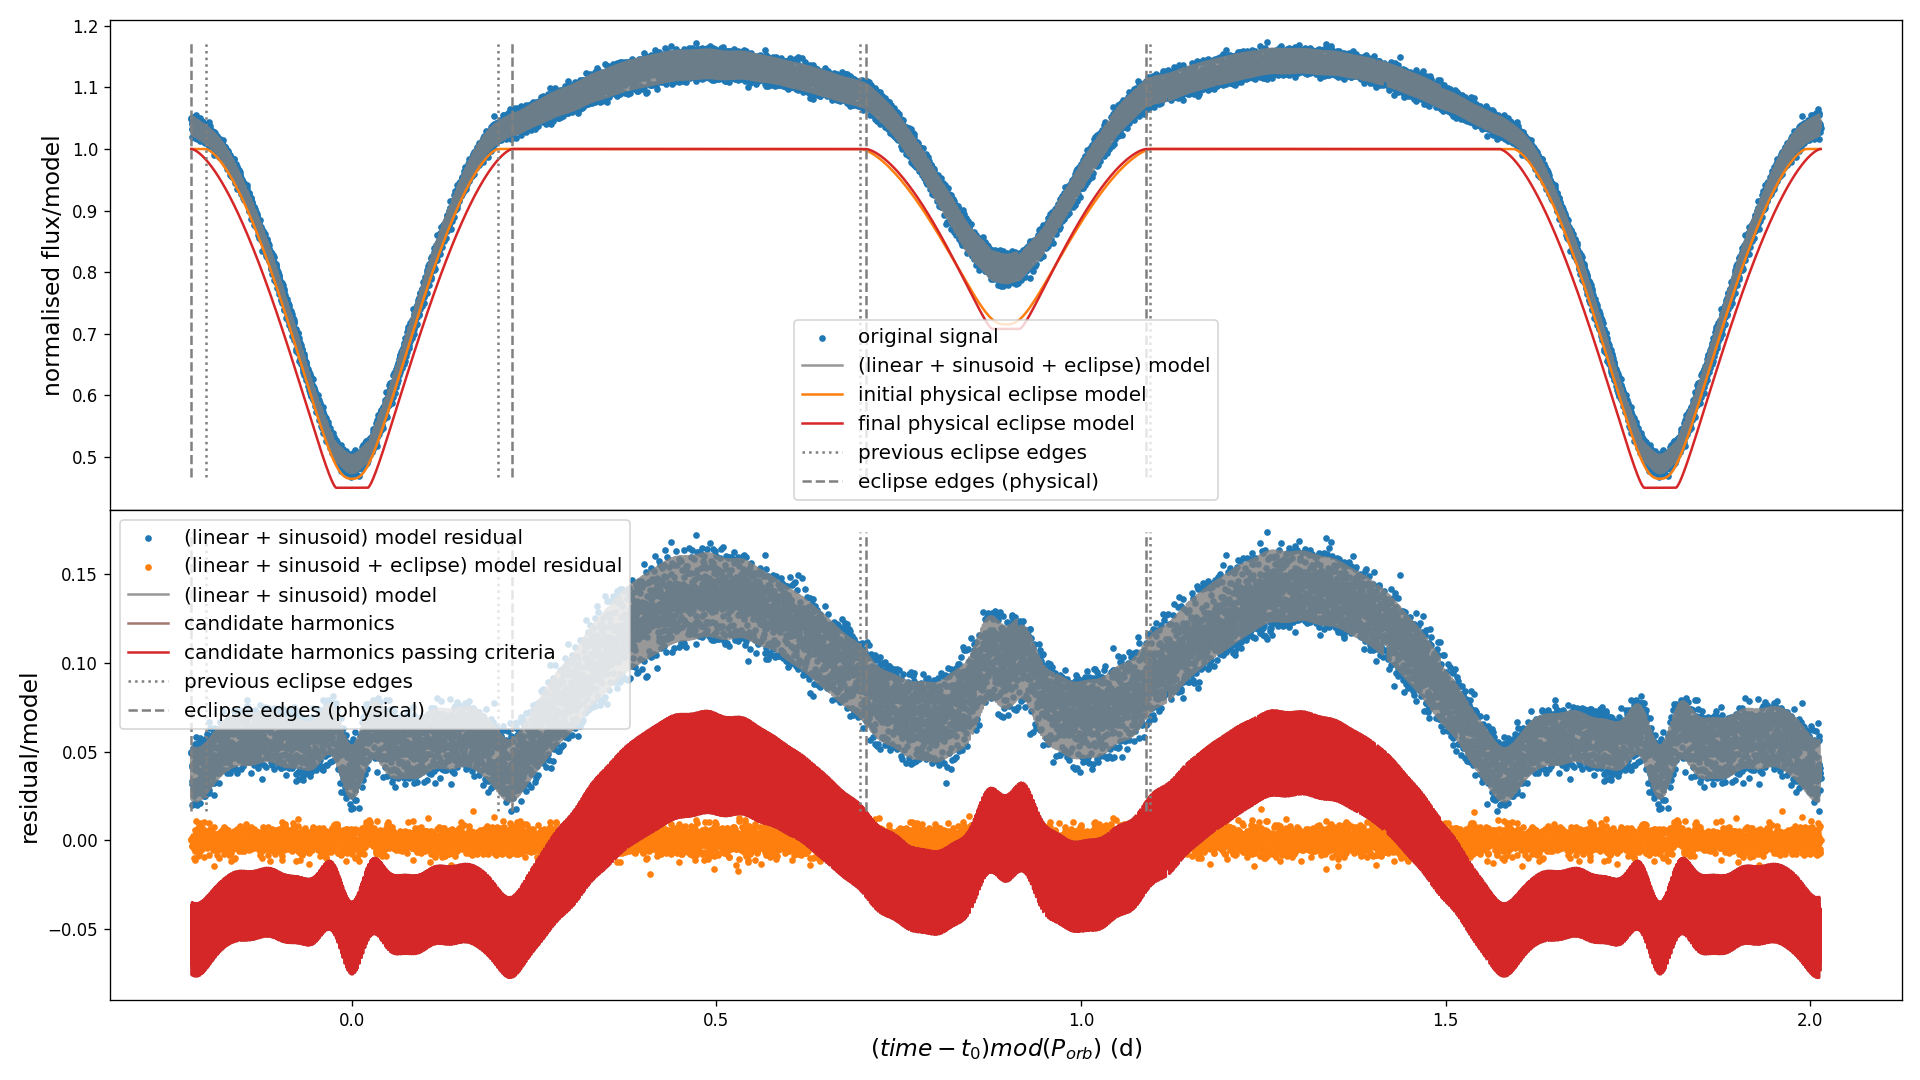 1.2
1.1
1.0
0.9
0.8
0.7
0.6
0.5
normalised flux/model
original signal
(linear + sinusoid + eclipse) model
initial physical eclipse model
final physical eclipse model
previous eclipse edges
eclipse edges (physical)
(linear + sinusoid) model residual
(linear + sinusoid + eclipse) model residual
(linear + sinusoid) model
candidate harmonics
candidate harmonics passing criteria
previous eclipse edges
eclipse edges (physical)
0.15
0.10
0.05
0.00
−0.05
residual/model
0.0 0.5 1.0 1.5 2.0
(time − t₀)mod(Pₒᵣb) (d)